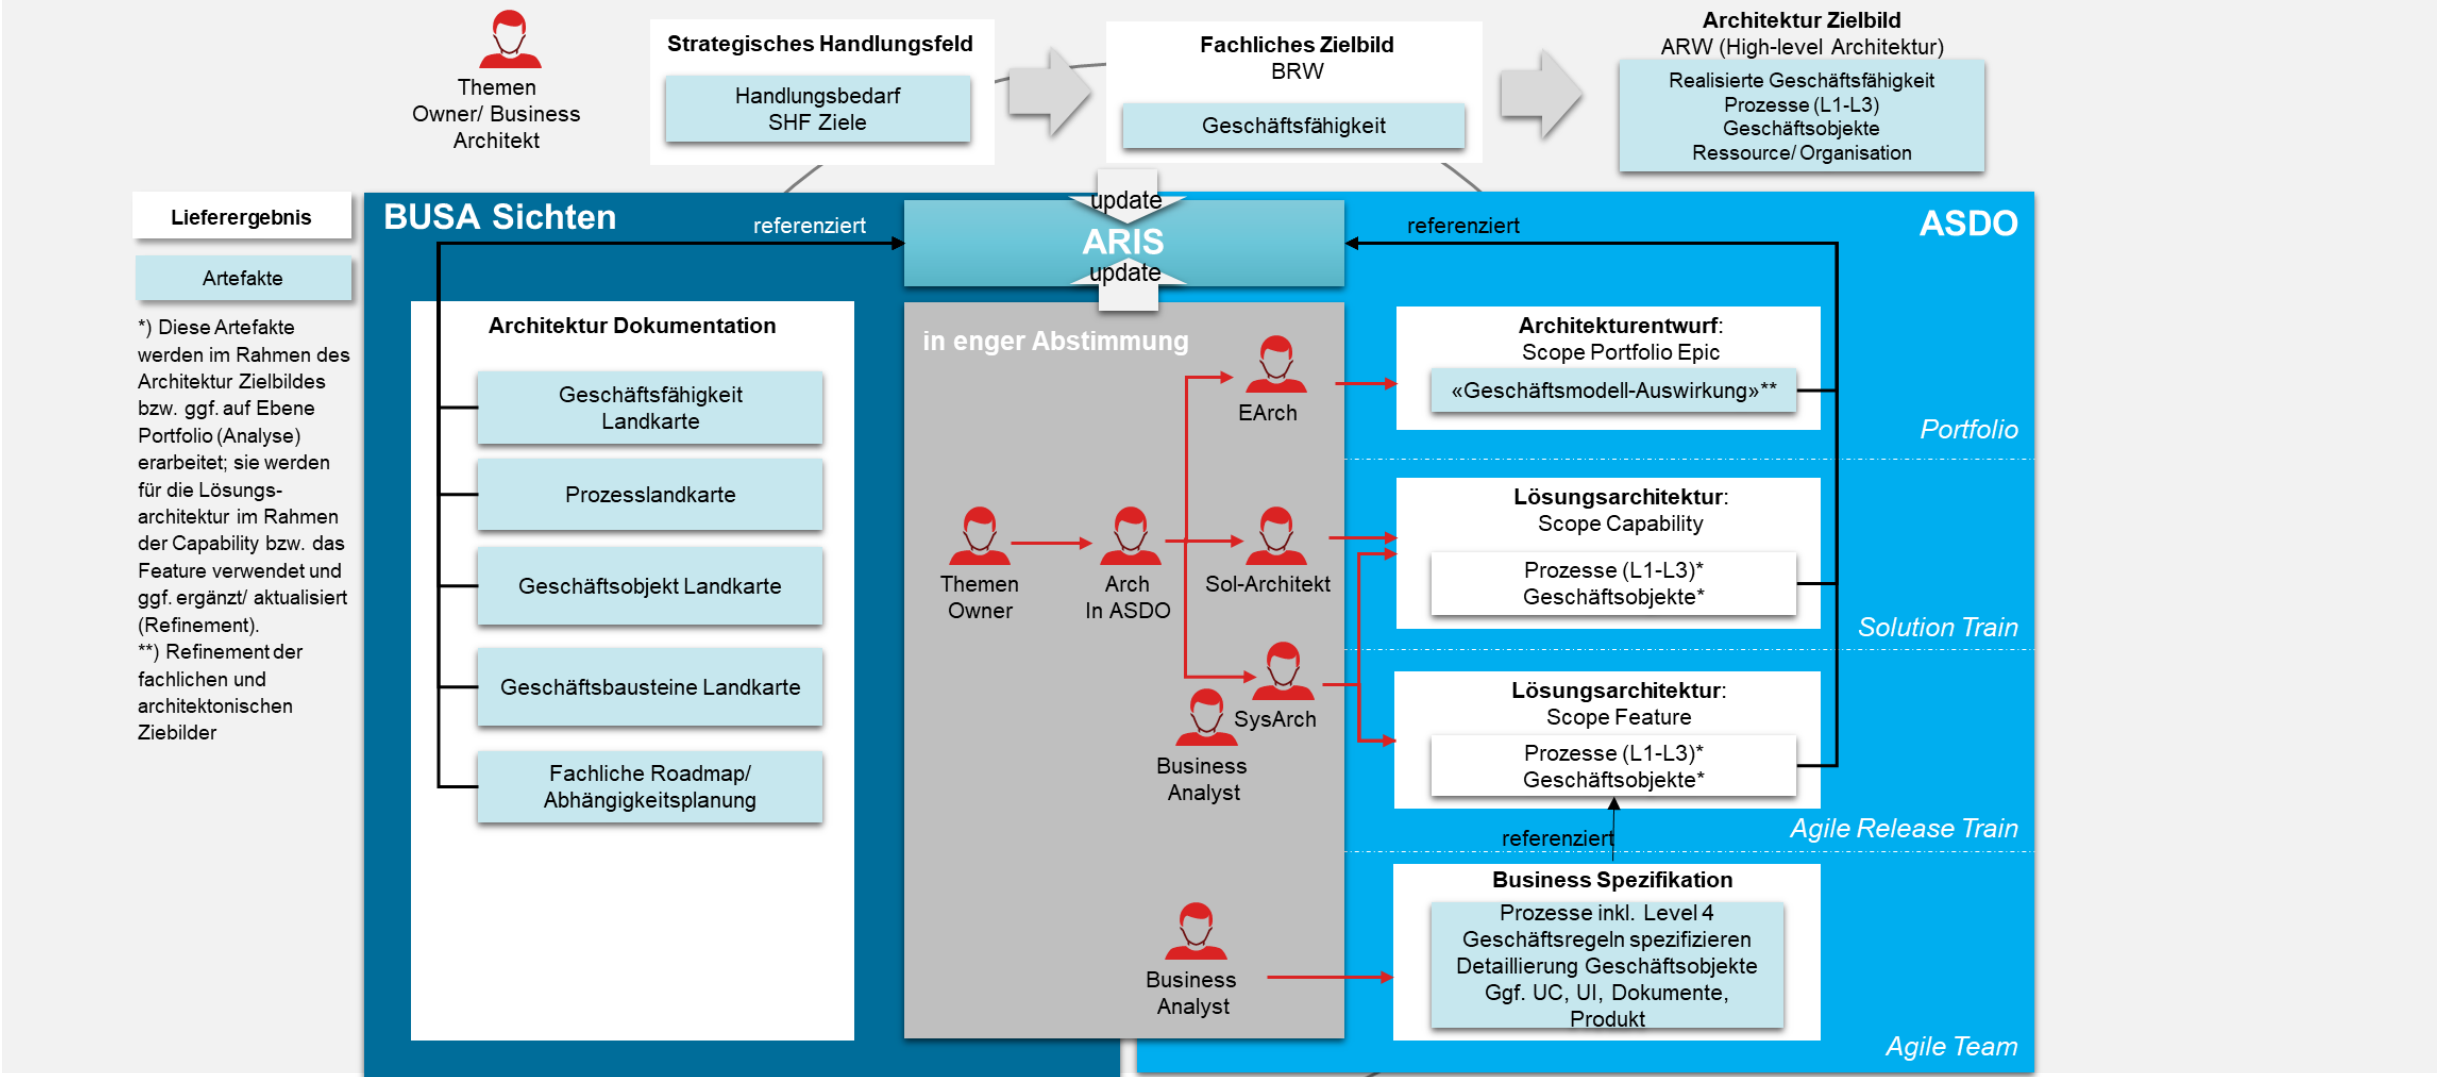 Themen
Owner/ Business
Architekt
Strategisches Handlungsfeld
Handlungsbedarf
SHF Ziele
Fachliches Zielbild
BRW
Geschäftsfähigkeit
Architektur Zielbild
ARW (High-level Architektur)
Realisierte Geschäftsfähigkeit
Prozesse (L1-L3)
Geschäftsobjekte
Ressource/ Organisation
Lieferergebnis
Artefakte
*) Diese Artefakte
werden im Rahmen des
Architektur Zielbildes
bzw. ggf. auf Ebene
Portfolio (Analyse)
erarbeitet; sie werden
für die Lösungs-
architektur im Rahmen
der Capability bzw. das
Feature verwendet und
ggf. ergänzt/ aktualisiert
(Refinement).
**) Refinement der
fachlichen und
architektonischen
Ziebilder
BUSA Sichten
referenziert
update
ARIS
update
referenziert
ASDO
Architektur Dokumentation
Geschäftsfähigkeit
Landkarte
Prozesslandkarte
Geschäftsobjekt Landkarte
Geschäftsbausteine Landkarte
Fachliche Roadmap/
Abhängigkeitsplanung
in enger Abstimmung
EArch
Themen
Owner
Arch
In ASDO
Sol-Architekt
SysArch
Business
Analyst
Business
Analyst
Architekturentwurf:
Scope Portfolio Epic
«Geschäftsmodell-Auswirkung»**
Portfolio
Lösungsarchitektur:
Scope Capability
Prozesse (L1-L3)*
Geschäftsobjekte*
Solution Train
Lösungsarchitektur:
Scope Feature
Prozesse (L1-L3)*
Geschäftsobjekte*
Agile Release Train
referenziert
Business Spezifikation
Prozesse inkl. Level 4
Geschäftsregeln spezifizieren
Detaillierung Geschäftsobjekte
Ggf. UC, UI, Dokumente,
Produkt
Agile Team